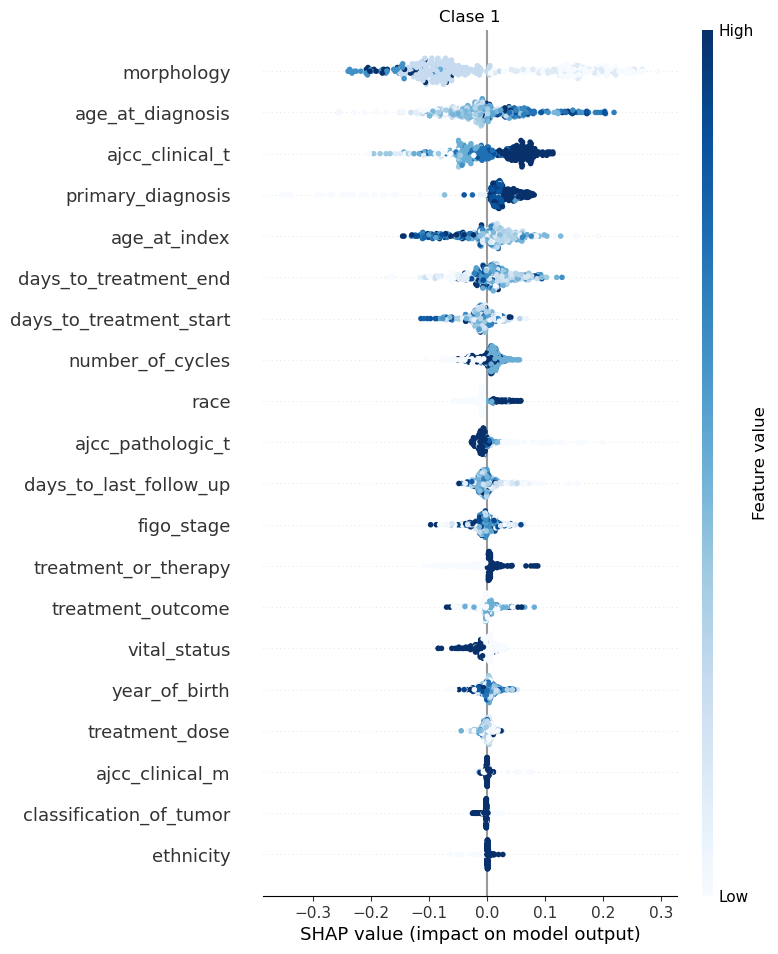 Clase 1
High
morphology
age_at_diagnosis
ajcc_clinical_t
primary_diagnosis
age_at_index
days_to_treatment_end
days_to_treatment_start
number_of_cycles
race
ajcc_pathologic_t
days_to_last_follow_up
figo_stage
treatment_or_therapy
treatment_outcome
vital_status
year_of_birth
treatment_dose
ajcc_clinical_m
classification_of_tumor
ethnicity
Feature value
Low
−0.3 −0.2 −0.1 0.0 0.1 0.2 0.3
SHAP value (impact on model output)